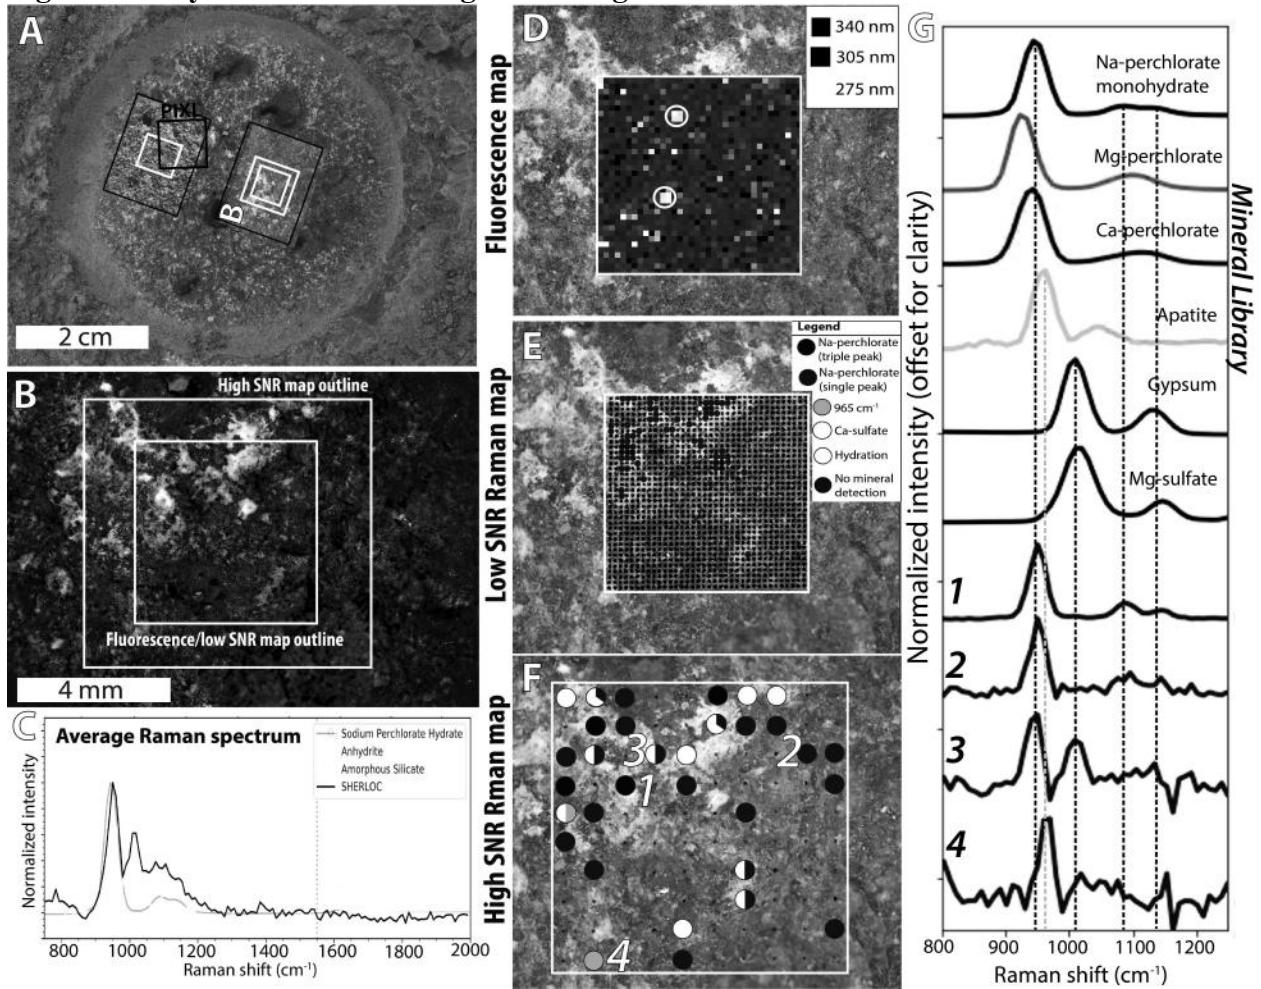 A
PIXL
B
2 cm
B
High SNR map outline
Fluorescence/low SNR map outline
4 mm
C
Average Raman spectrum
Sodium Perchlorate Hydrate
Anhydrite
Amorphous Silicate
SHERLOC
Normalized intensity
800
1000
1200
1400
1600
1800
2000
Raman shift (cm⁻¹)
Fluorescence map
D
340 nm
305 nm
275 nm
Low SNR Raman map
E
Legend
Na-perchlorate
(triple peak)
Na-perchlorate
(single peak)
965 cm⁻¹
Ca-sulfate
Hydration
No mineral
detection
High SNR Rman map
F
3
2
1
4
G
Normalized intensity (offset for clarity)
Na-perchlorate
monohydrate
Mg-perchlorate
Ca-perchlorate
Apatite
Gypsum
Mg-sulfate
Mineral Library
1
2
3
4
800
900
1000
1100
1200
Raman shift (cm⁻¹)